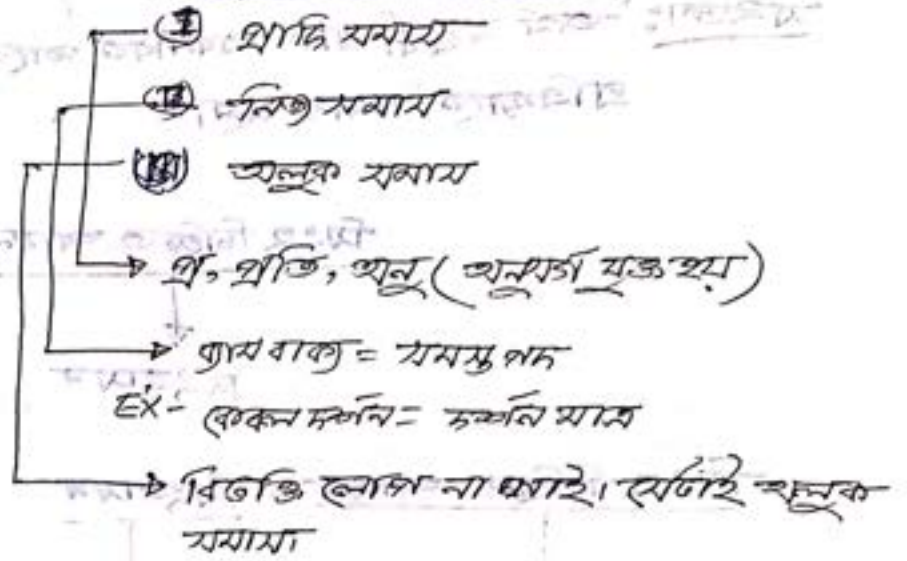 (I) প্রাদি সমাস
(II) নিত্য সমাস
(III) অলুক সমাস
প্র, প্রতি, অনু ( অনুসর্গ যুক্ত হয় )
ব্যাসবাক্য = সমস্ত পদ
Ex- কেবল দর্শন = দর্শন মাত্র
বিভক্তি লোপ না পাই। সেটাই অলুক
সমাস।